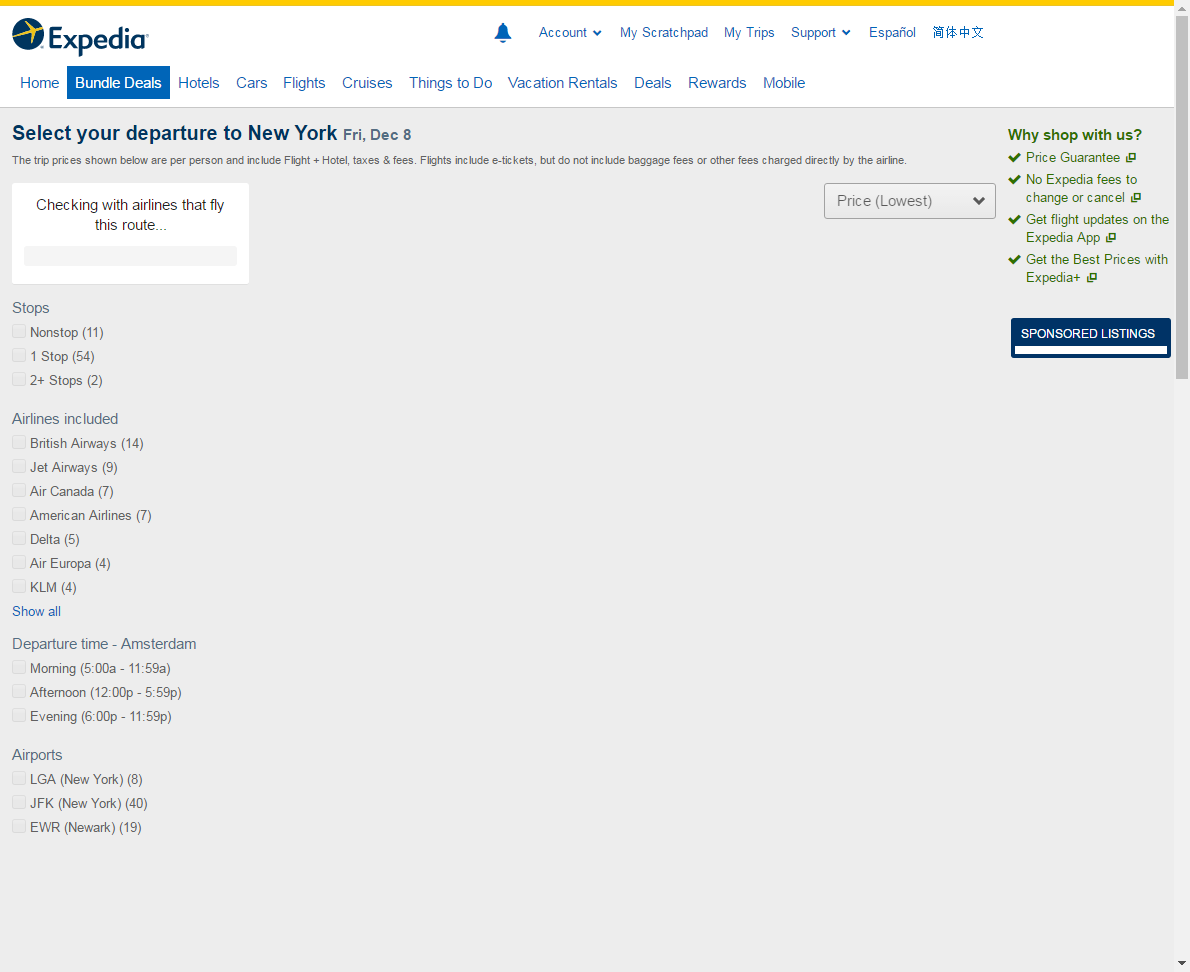 Expedia
Account
My Scratchpad
My Trips
Support
Español
简体中文
Home
Bundle Deals
Hotels
Cars
Flights
Cruises
Things to Do
Vacation Rentals
Deals
Rewards
Mobile
Select your departure to New York Fri, Dec 8
The trip prices shown below are per person and include Flight + Hotel, taxes & fees. Flights include e-tickets, but do not include baggage fees or other fees charged directly by the airline.
Checking with airlines that fly
this route...
Price (Lowest)
Stops
Nonstop (11)
1 Stop (54)
2+ Stops (2)
Airlines included
British Airways (14)
Jet Airways (9)
Air Canada (7)
American Airlines (7)
Delta (5)
Air Europa (4)
KLM (4)
Show all
Departure time - Amsterdam
Morning (5:00a - 11:59a)
Afternoon (12:00p - 5:59p)
Evening (6:00p - 11:59p)
Airports
LGA (New York) (8)
JFK (New York) (40)
EWR (Newark) (19)
Why shop with us?
Price Guarantee
No Expedia fees to
change or cancel
Get flight updates on the
Expedia App
Get the Best Prices with
Expedia+
SPONSORED LISTINGS